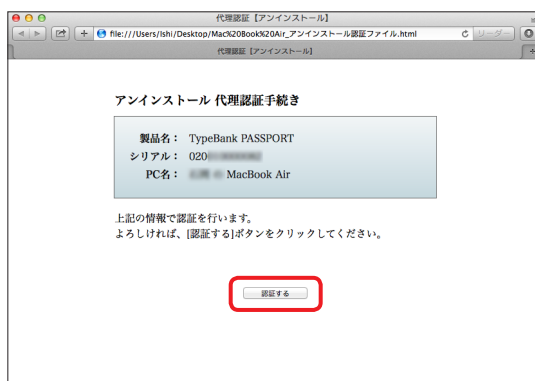 代理認証【アンインストール】
file:///Users/Ishi/Desktop/Mac%20Book%20Air_アンインストール認証ファイル.html
リーダー
代理認証【アンインストール】
アンインストール 代理認証手続き
製品名： TypeBank PASSPORT
シリアル： 020
PC名： MacBook Air
上記の情報で認証を行います。
よろしければ、[認証する]ボタンをクリックしてください。
認証する